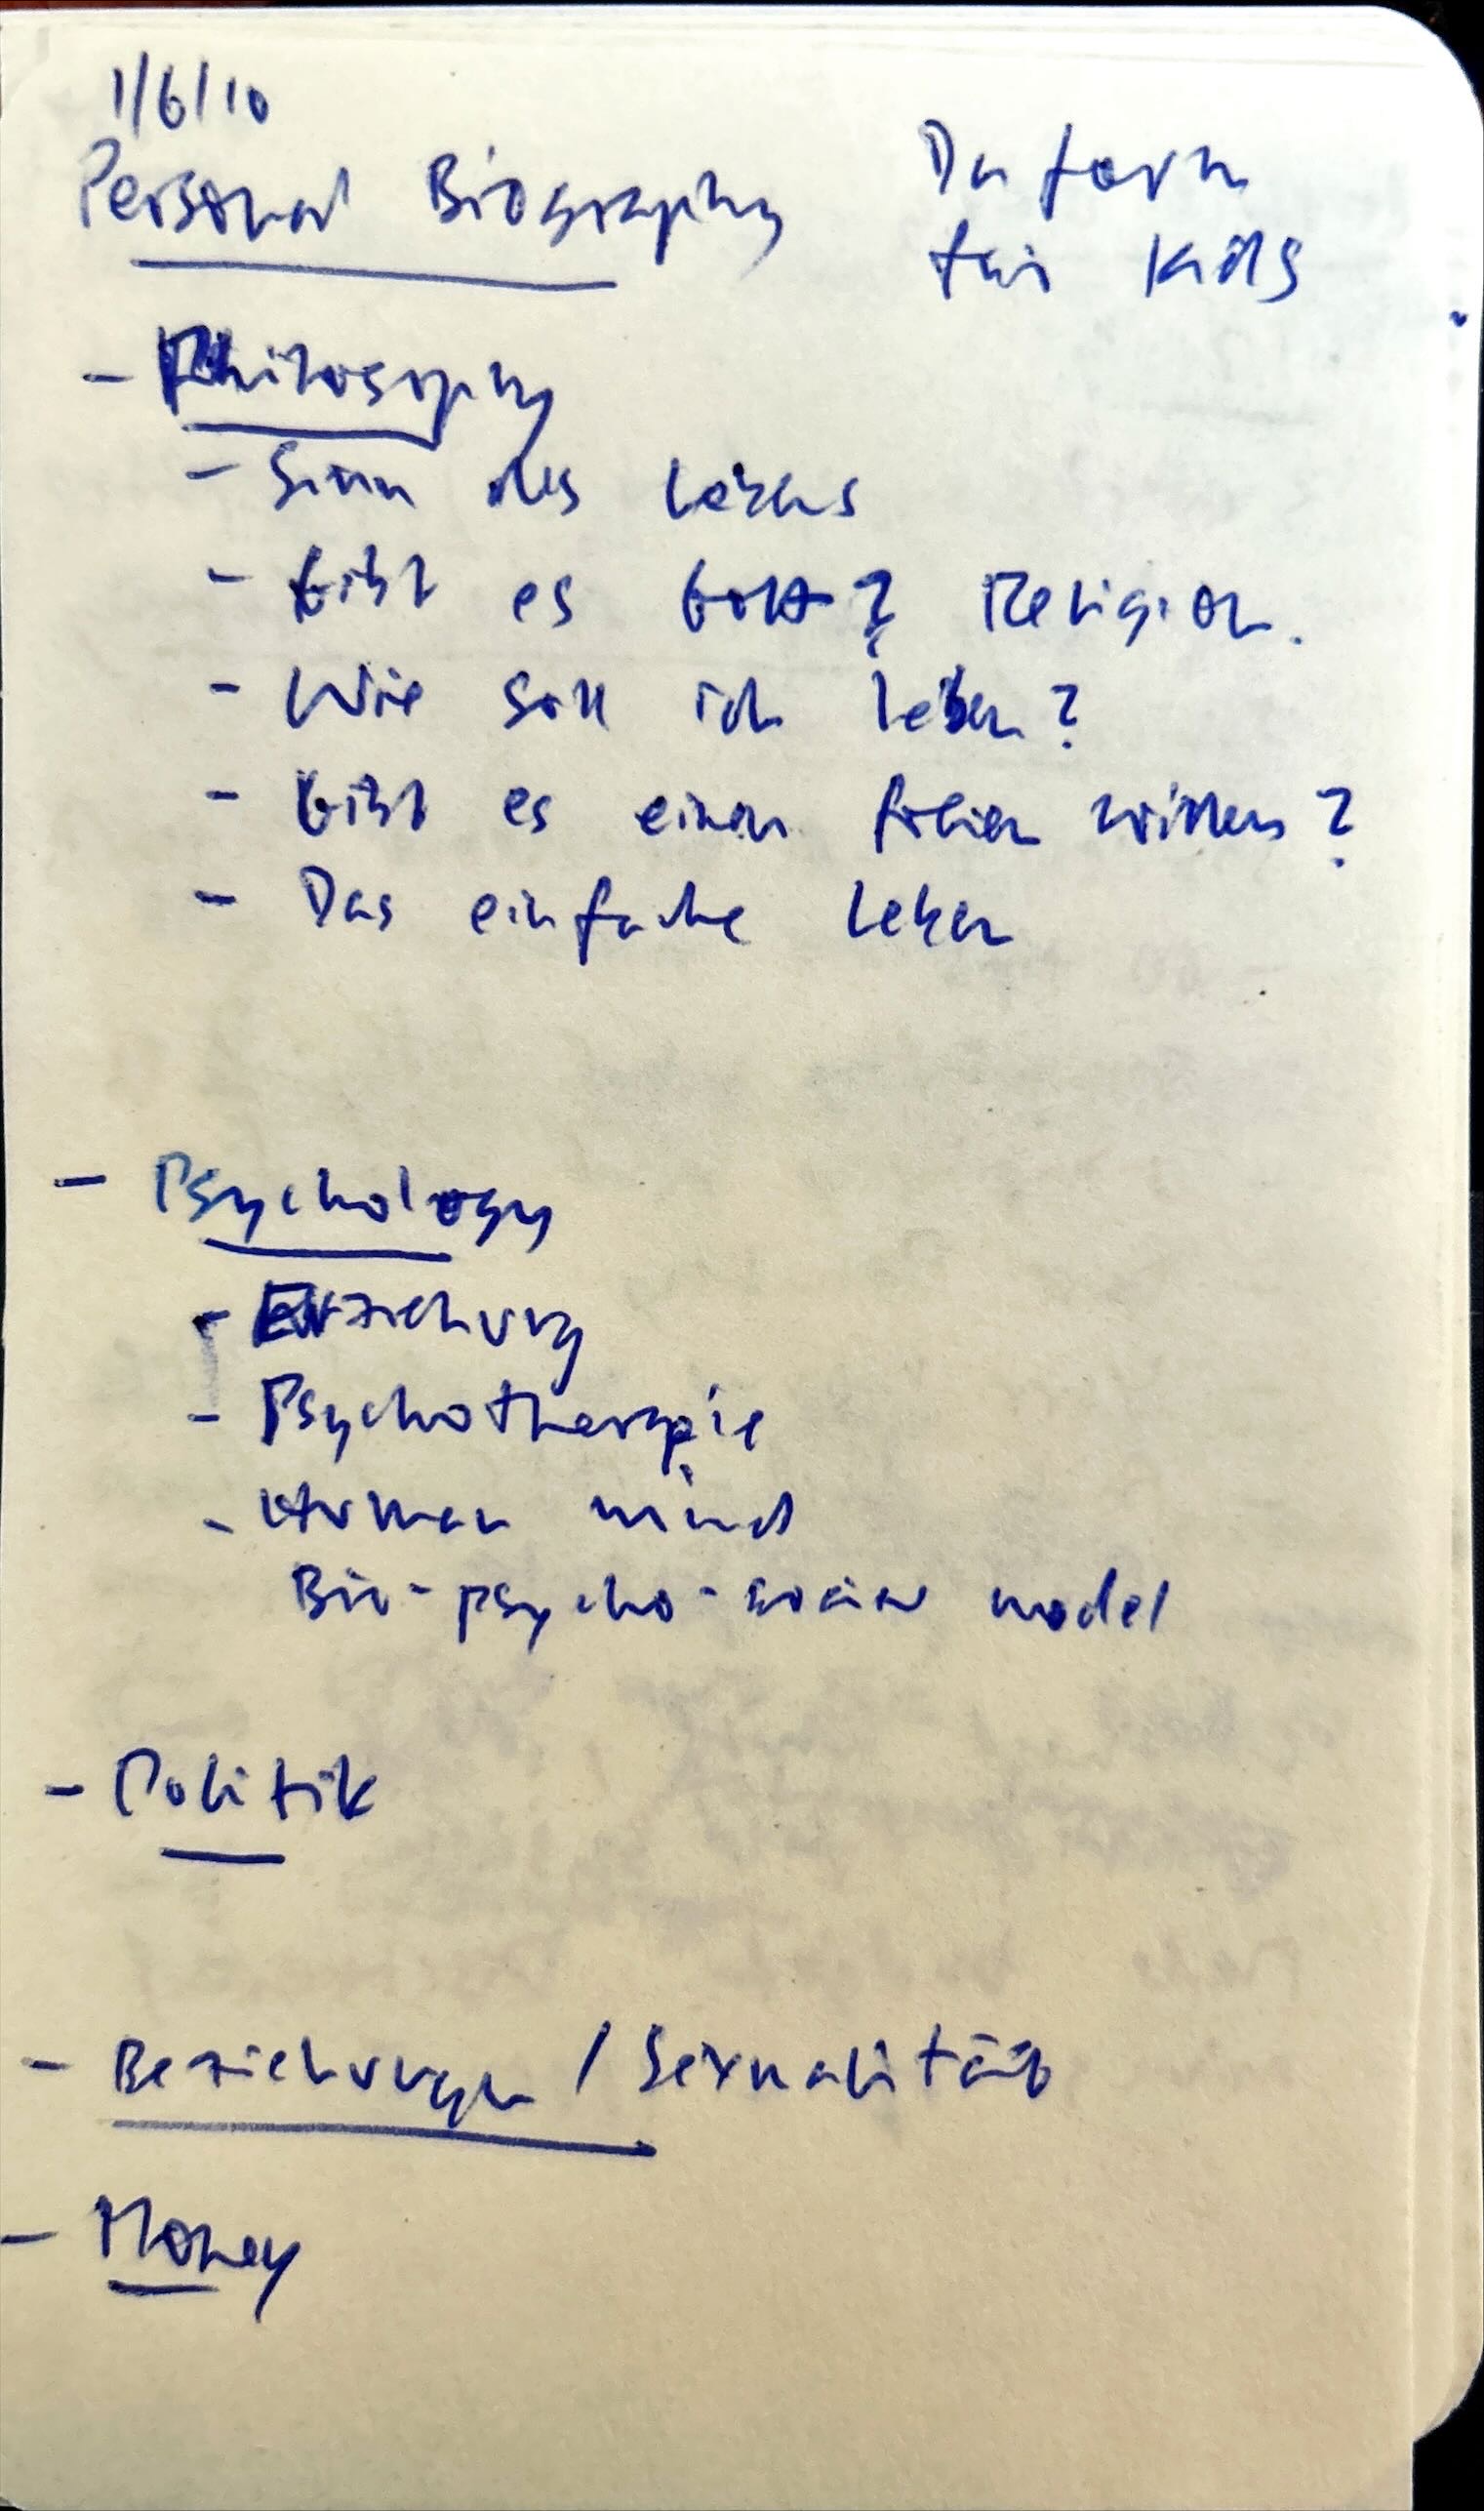 1/6/10
Personal Biography
für Kids
- Philosophy
- Sinn des Lebens
- Gibt es Gott? Religion.
- Wie soll ich leben?
- Gibt es einen freien Willen?
- Das einfache Leben
- Psychology
- Erziehung
- Psychotherapie
- Human mind
Bio-psycho-social model
- Politik
- Beziehungen / Sexualität
- Money